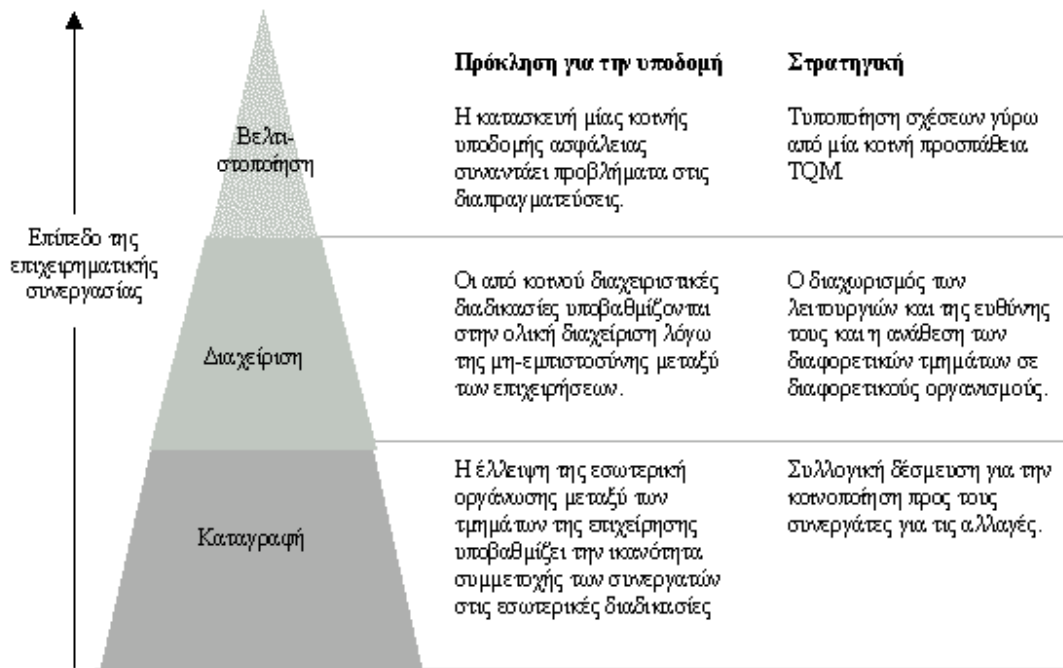 Πρόκληση για την υποδομή
Στρατηγική
Βελτι-
στοποίηση
Η κατασκευή μίας κοινής
υποδομής ασφάλειας
συναντάει προβλήματα στις
διαπραγματεύσεις.
Τυποποίηση σχέσεων γύρω
από μία κοινή προσπάθεια
TQM
Επίπεδο της
επιχειρηματικής
συνεργασίας
Διαχείριση
Οι από κοινού διαχειριστικές
διαδικασίες υποβαθμίζονται
στην ολική διαχείριση λόγω
της μη-εμπιστοσύνης μεταξύ
των επιχειρήσεων.
Ο διαχωρισμός των
λειτουργιών και της ευθύνης
τους και η ανάθεση των
διαφορετικών τμημάτων σε
διαφορετικούς οργανισμούς.
Καταγραφή
Η έλλειψη της εσωτερική
οργάνωσης μεταξύ των
τμημάτων της επιχείρησης
υποβαθμίζει την ικανότητα
συμμετοχής των συνεργατών
στις εσωτερικές διαδικασίες
Συλλογική δέσμευση για την
κοινοποίηση προς τους
συνεργάτες για τις αλλαγές.